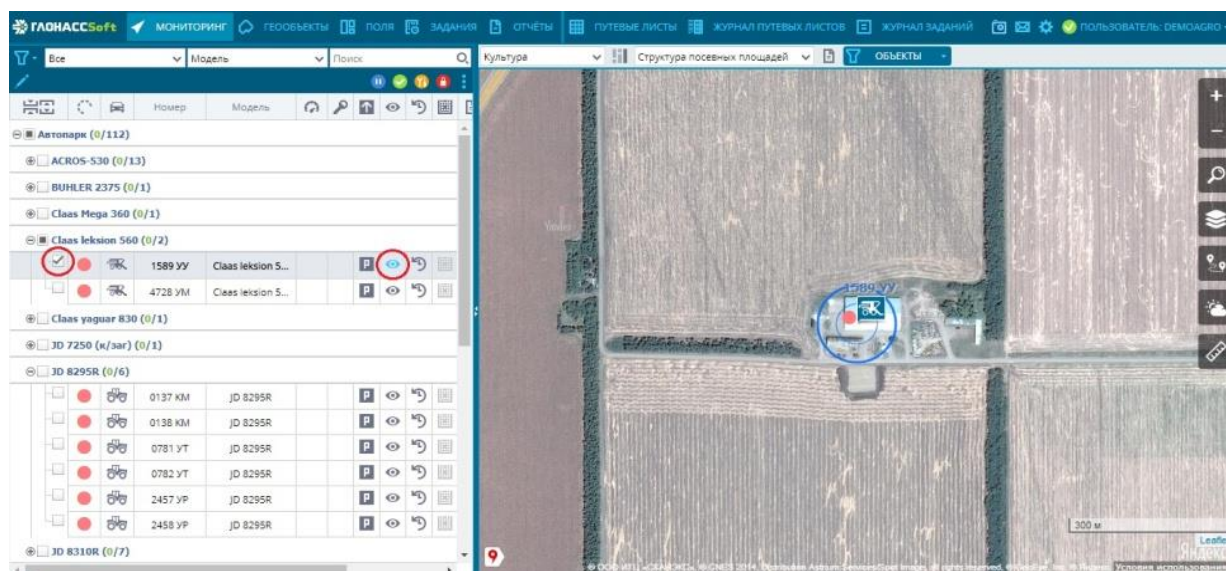 ГЛОНАССSoft МОНИТОРИНГ ГЕООБЪЕКТЫ ПОЛЯ ЗАДАНИЯ ОТЧЁТЫ ПУТЕВЫЕ ЛИСТЫ ЖУРНАЛ ПУТЕВЫХ ЛИСТОВ ЖУРНАЛ ЗАДАНИЙ ПОЛЬЗОВАТЕЛЬ: DEMOAGRO
Все Модель Поиск Культура Структура посевных площадей ОБЪЕКТЫ
Номер Модель
Автопарк (0/112)
ACROS-530 (0/13)
BUHLER 2375 (0/1)
Claas Mega 360 (0/1)
Claas leksion 560 (0/2)
1589 УУ Claas leksion 5... P
4728 УМ Claas leksion 5... P
Claas yaguar 830 (0/1)
JD 7250 (к/заг) (0/1)
JD 8295R (0/6)
0137 КМ JD 8295R P
0138 КМ JD 8295R P
0781 УТ JD 8295R P
0782 УТ JD 8295R P
2457 УР JD 8295R P
2458 УР JD 8295R P
JD 8310R (0/7)
1589 УУ
300 м
Leafle
Яндекс
Условия использования